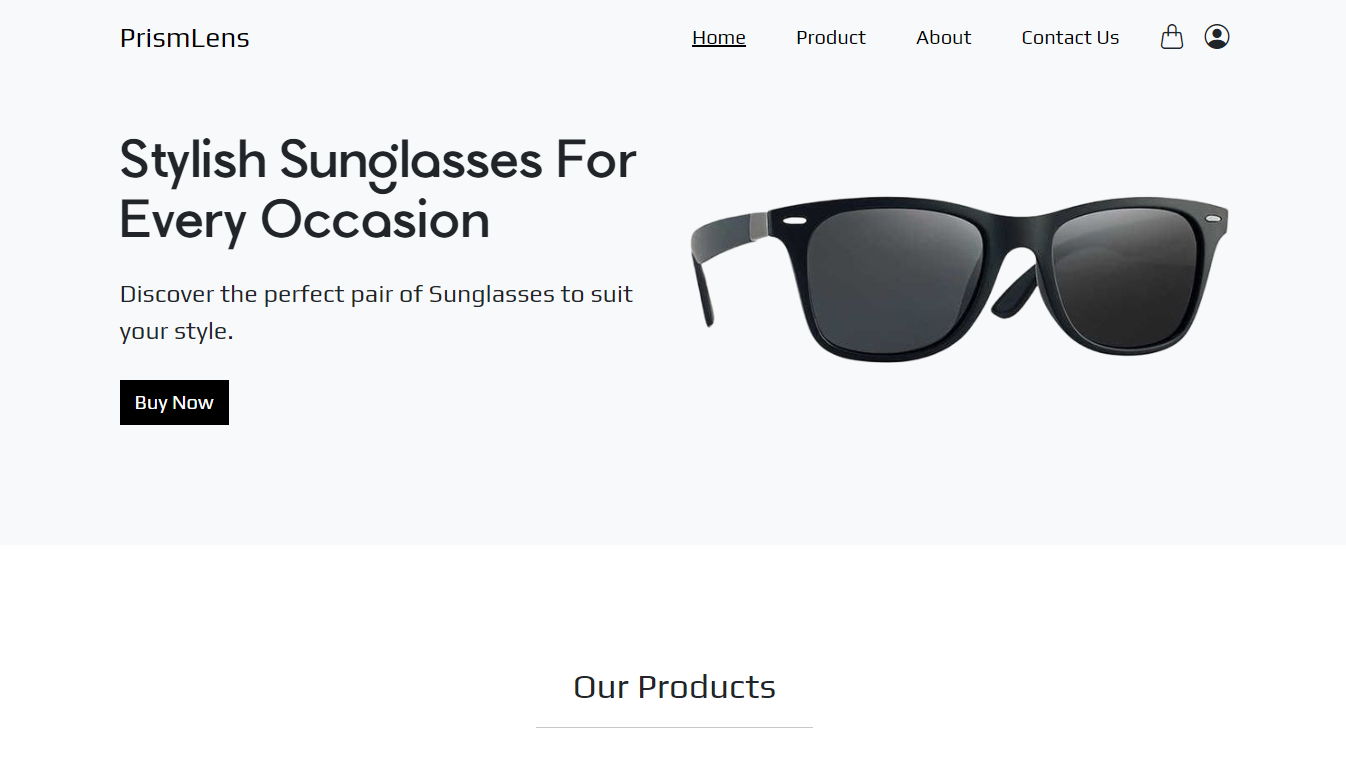 PrismLens
Home
Product
About
Contact Us
Stylish Sunglasses For
Every Occasion
Discover the perfect pair of Sunglasses to suit
your style.
Buy Now
Our Products